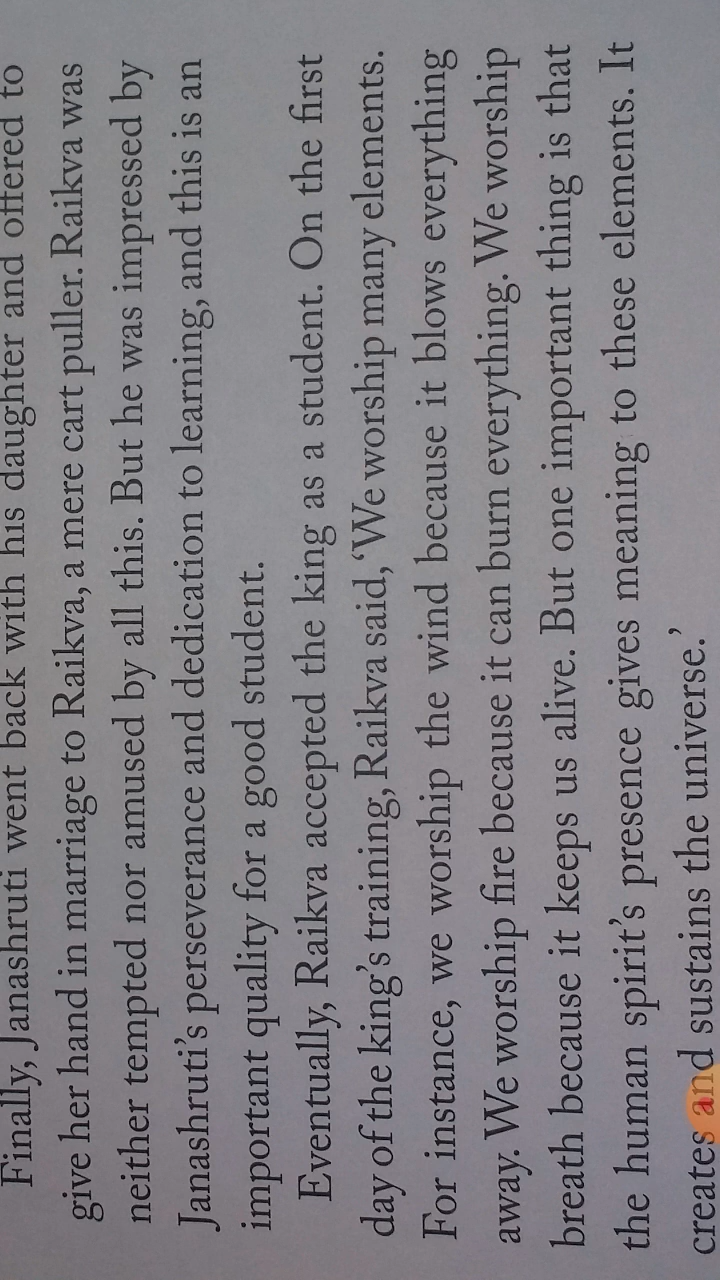 Finally, Janashruti went back with his daughter and offered to
give her hand in marriage to Raikva, a mere cart puller. Raikva was
neither tempted nor amused by all this. But he was impressed by
Janashruti’s perseverance and dedication to learning, and this is an
important quality for a good student.
Eventually, Raikva accepted the king as a student. On the first
day of the king’s training, Raikva said, ‘We worship many elements.
For instance, we worship the wind because it blows everything
away. We worship fire because it can burn everything. We worship
breath because it keeps us alive. But one important thing is that
the human spirit’s presence gives meaning to these elements. It
creates and sustains the universe.’